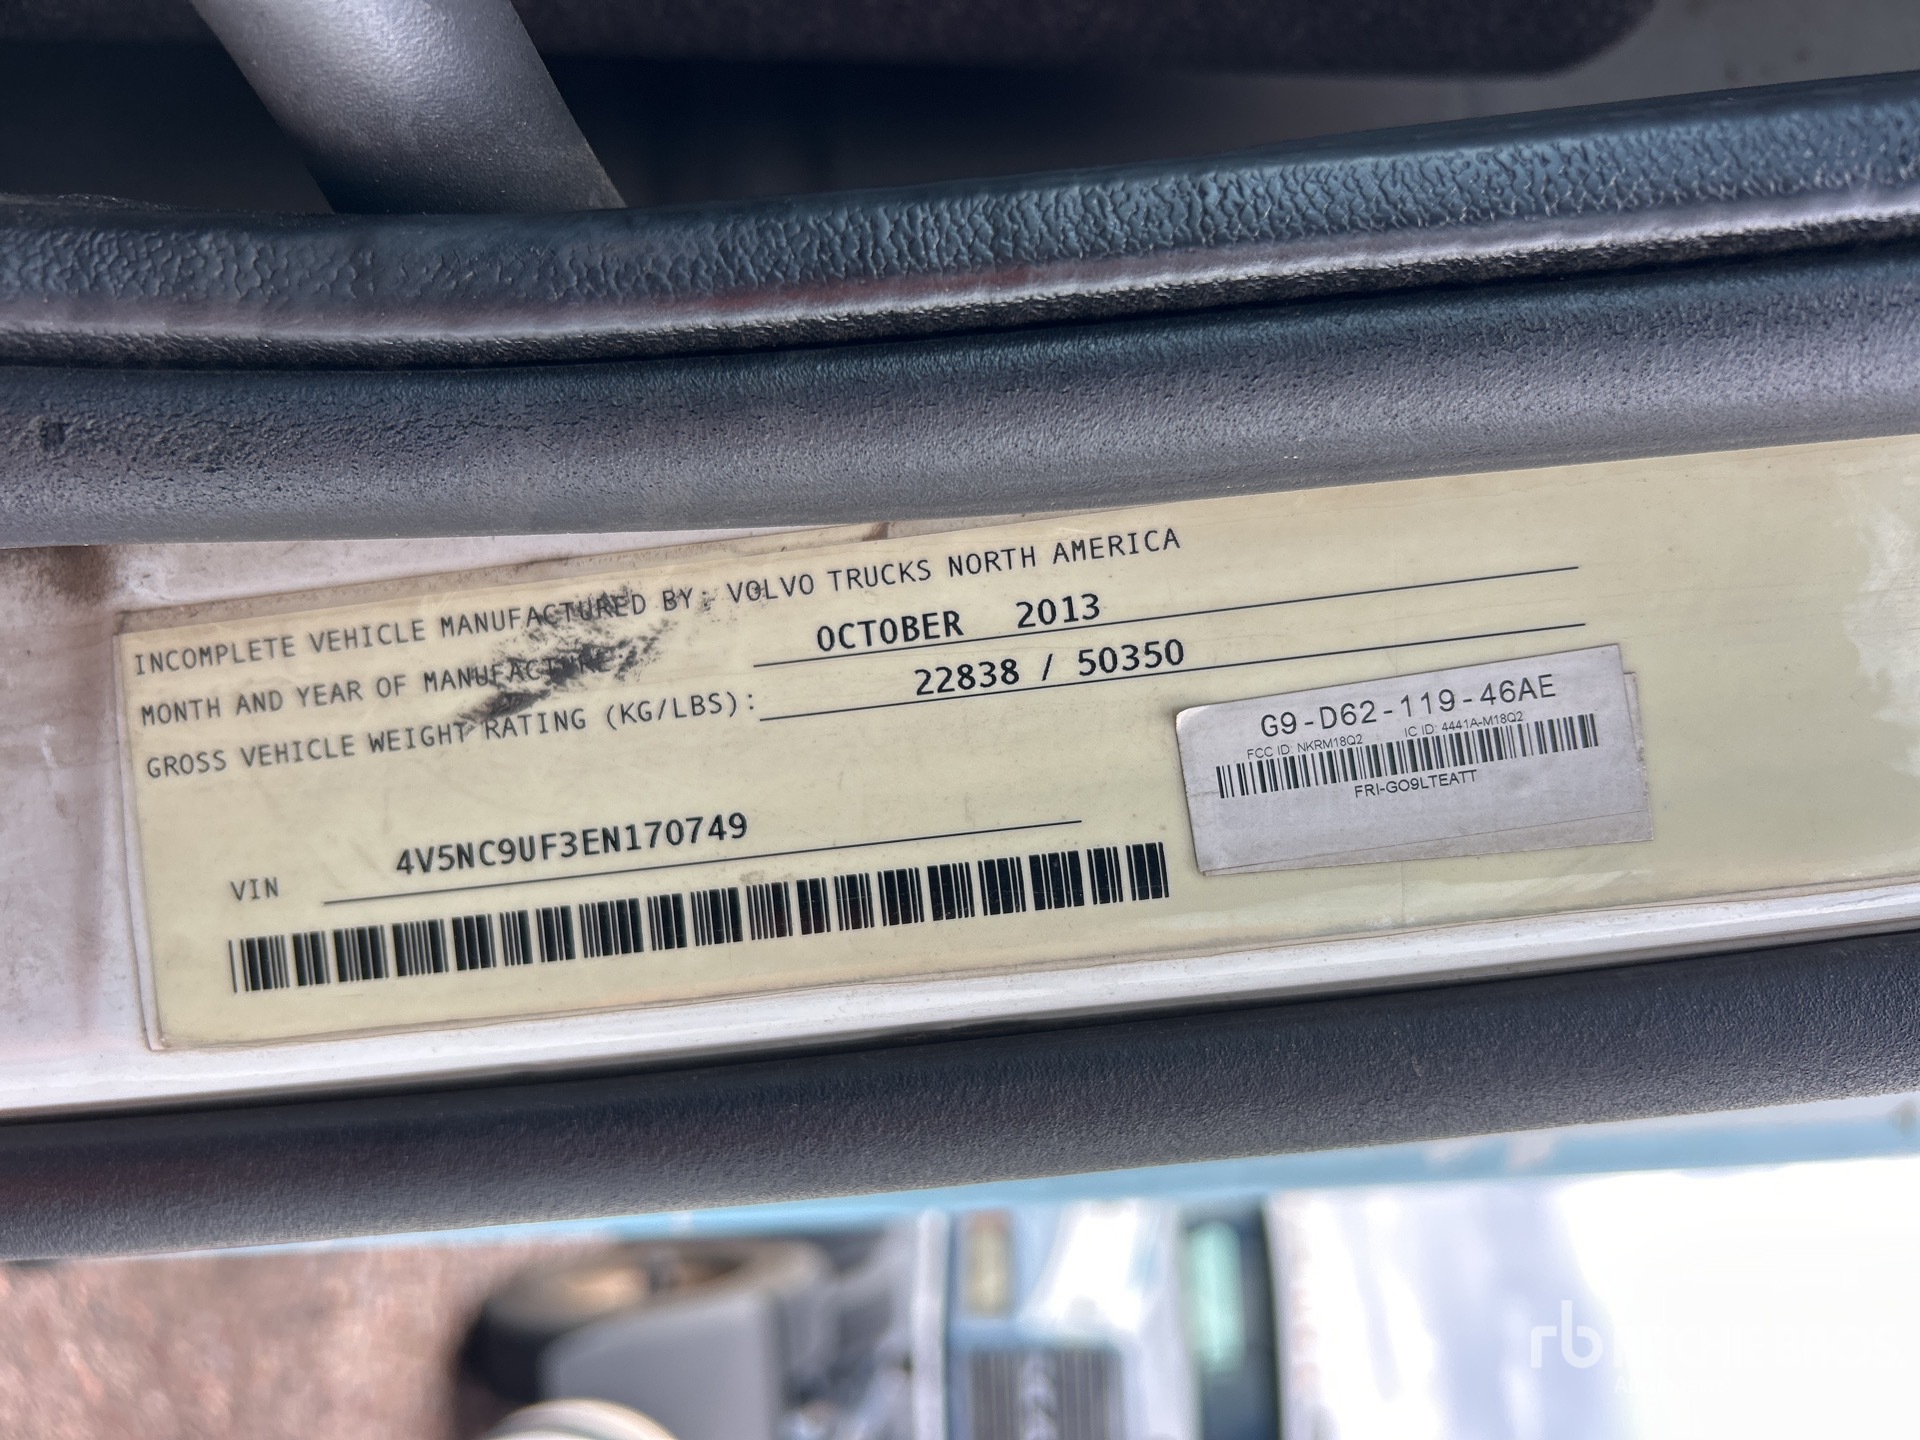 INCOMPLETE VEHICLE MANUFACTURED BY: VOLVO TRUCKS NORTH AMERICA
MONTH AND YEAR OF MANUFACTURE: OCTOBER 2013
GROSS VEHICLE WEIGHT RATING (KG/LBS): 22838 / 50350
G9-D62-119-46AE
FCC ID: NKRM18Q2 IC ID: 4441A-M18Q2
FRI-GO9LTEATT
VIN 4V5NC9UF3EN170749
rb